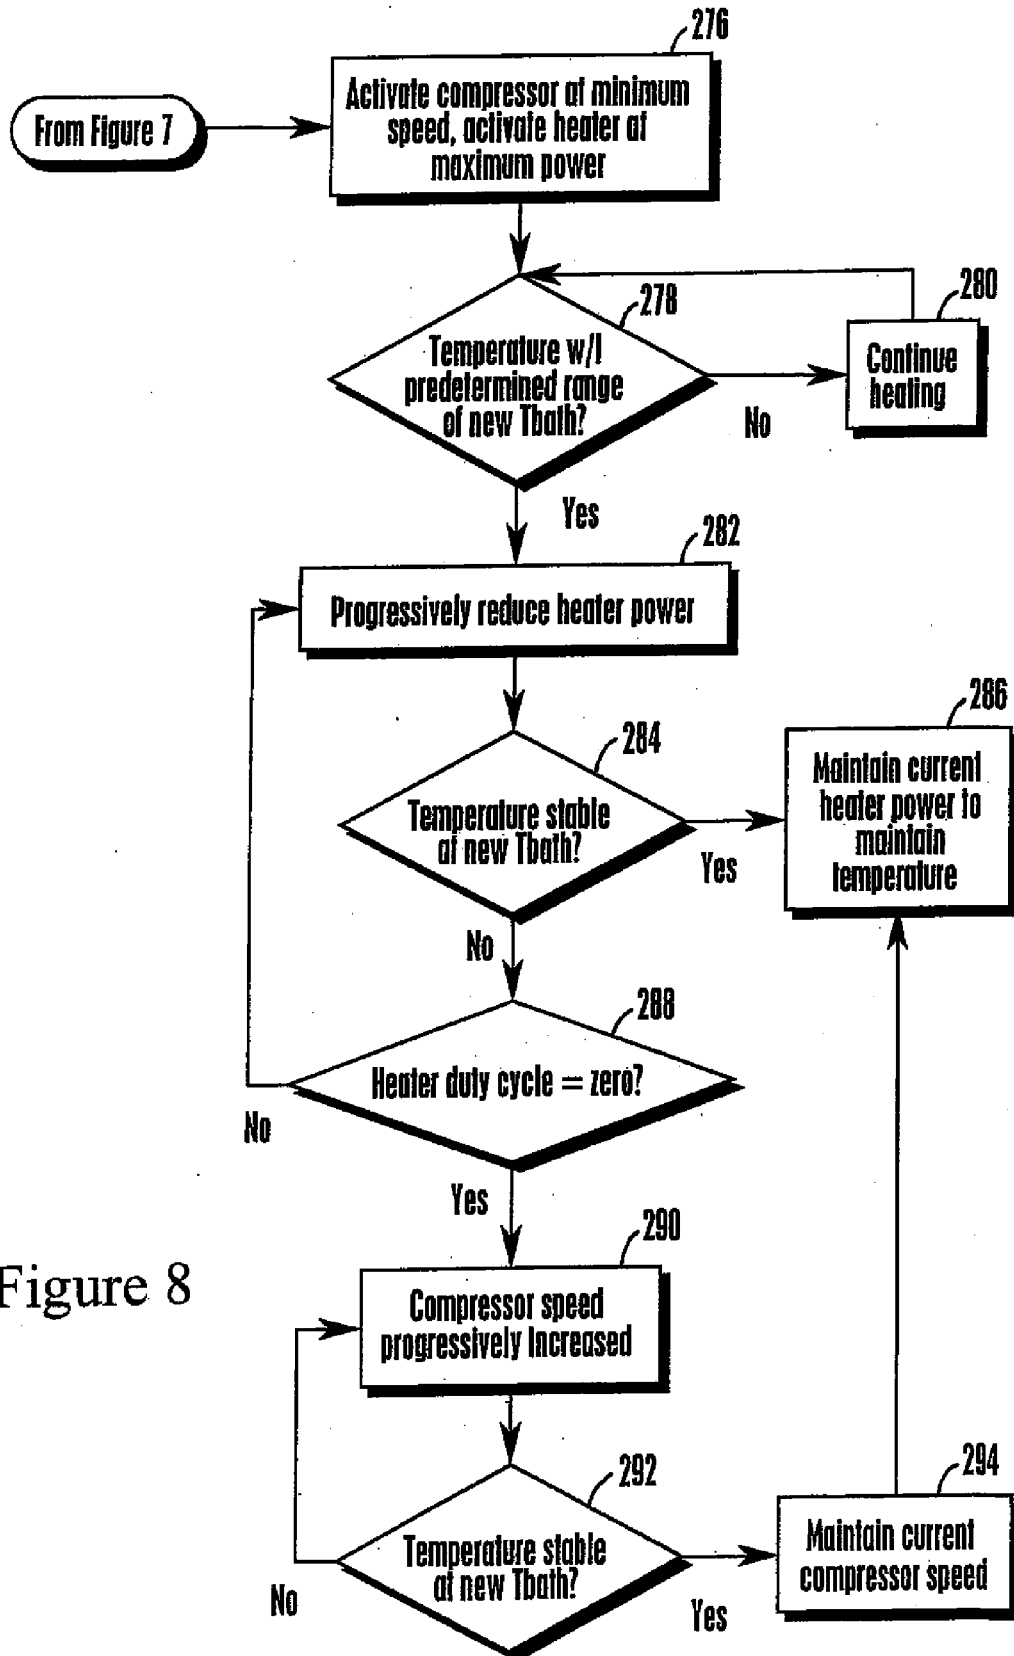 276
From Figure 7
Activate compressor at minimum
speed, activate heater at
maximum power
278
Temperature w/I
predetermined range
of new Tbath?
280
Continue
heating
No
Yes
282
Progressively reduce heater power
284
Temperature stable
at new Tbath?
Yes
286
Maintain current
heater power to
maintain
temperature
No
288
Heater duty cycle = zero?
No
Yes
290
Compressor speed
progressively Increased
Figure 8
292
Temperature stable
at new Tbath?
No
Yes
294
Maintain current
compressor speed